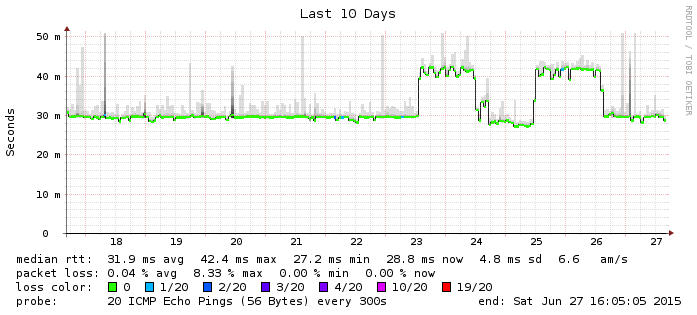 Last 10 Days
RRDTOOL / TOBI OETIKER
Seconds
50 m
40 m
30 m
20 m
10 m
0
18 19 20 21 22 23 24 25 26 27
median rtt: 31.9 ms avg 42.4 ms max 27.2 ms min 28.8 ms now 4.8 ms sd 6.6 am/s
packet loss: 0.04 % avg 8.33 % max 0.00 % min 0.00 % now
loss color: 0 1/20 2/20 3/20 4/20 10/20 19/20
probe: 20 ICMP Echo Pings (56 Bytes) every 300s end: Sat Jun 27 16:05:05 2015